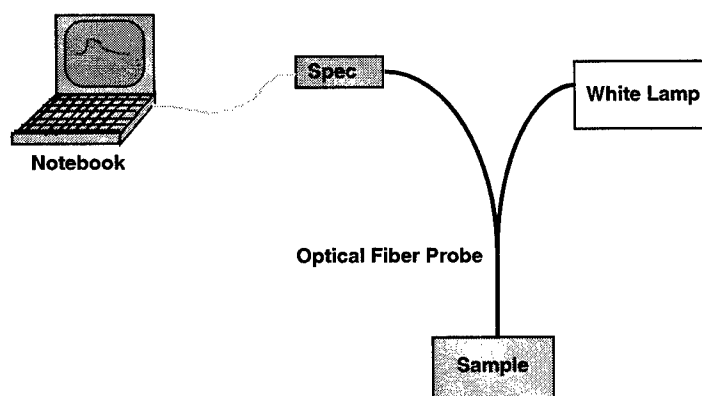 Spec
White Lamp
Notebook
Optical Fiber Probe
Sample